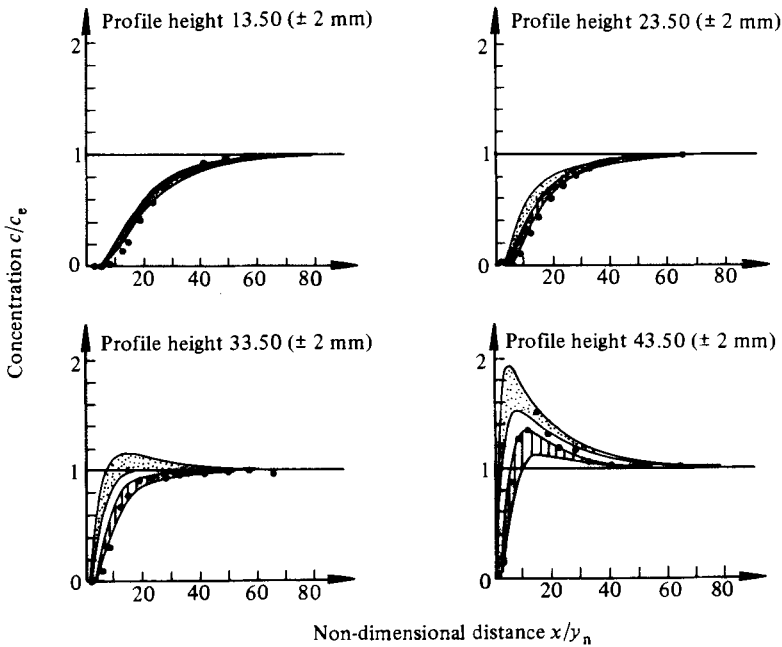 Profile height 13.50 (± 2 mm)
2
1
0
20 40 60 80
Profile height 23.50 (± 2 mm)
2
1
0
20 40 60 80
Concentration c/cₑ
Profile height 33.50 (± 2 mm)
2
1
0
20 40 60 80
Profile height 43.50 (± 2 mm)
2
1
0
20 40 60 80
Non-dimensional distance x/yₙ